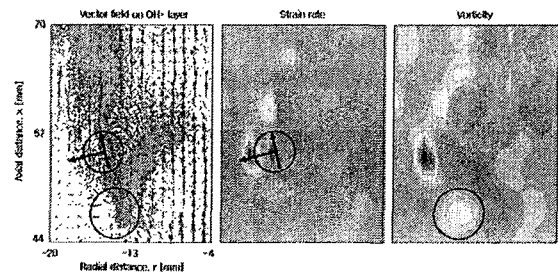 Vector field on OH* layer
Strain rate
Vorticity
70
Axial distance, x [mm]
57
44
-20
-13
-4
Radial distance, r [mm]